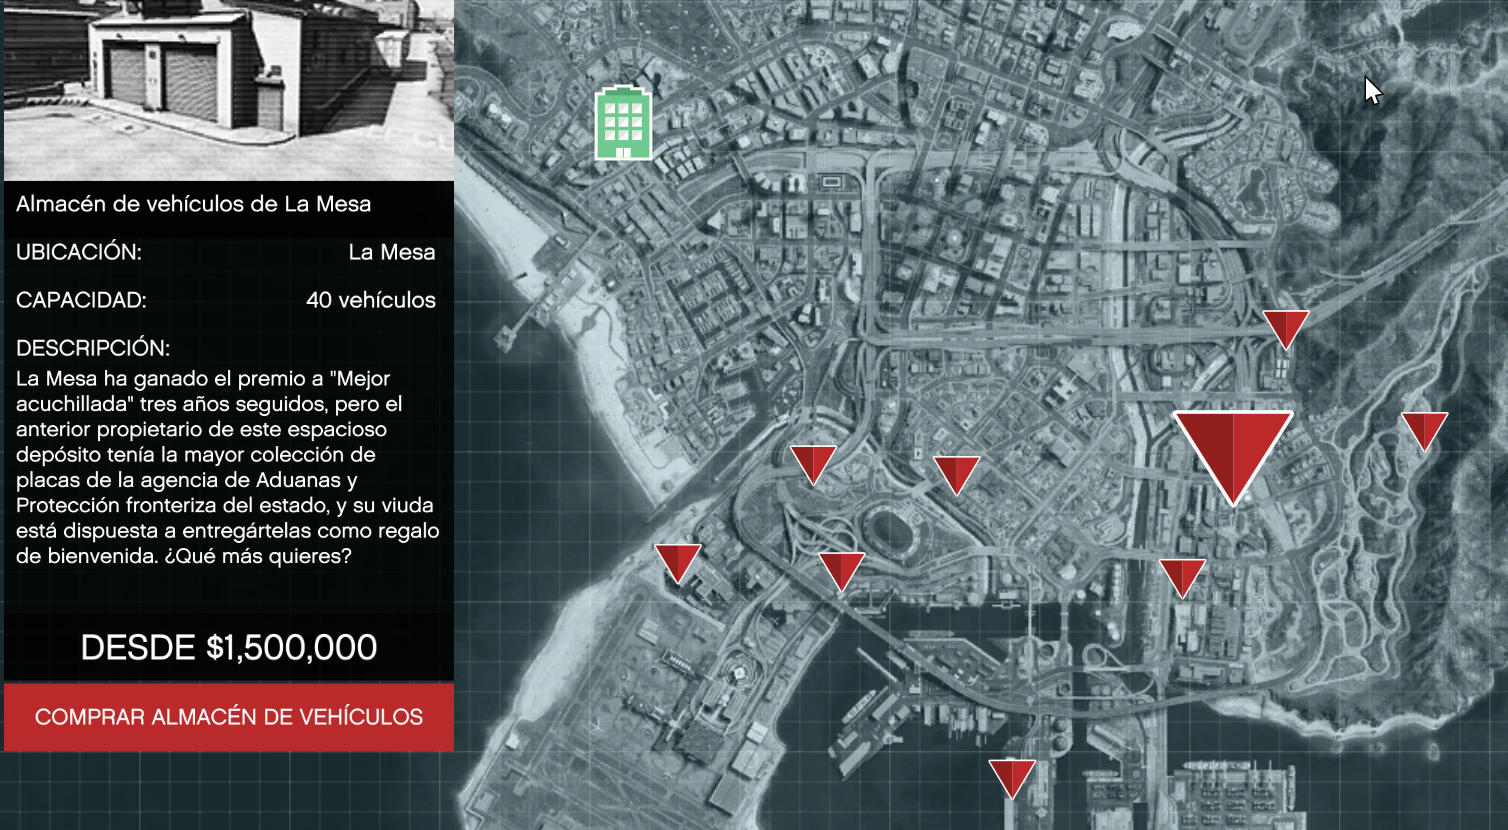 Almacén de vehículos de La Mesa
UBICACIÓN: La Mesa
CAPACIDAD: 40 vehículos
DESCRIPCIÓN:
La Mesa ha ganado el premio a "Mejor
acuchillada" tres años seguidos, pero el
anterior propietario de este espacioso
depósito tenía la mayor colección de
placas de la agencia de Aduanas y
Protección fronteriza del estado, y su viuda
está dispuesta a entregártelas como regalo
de bienvenida. ¿Qué más quieres?
DESDE $1,500,000
COMPRAR ALMACÉN DE VEHÍCULOS